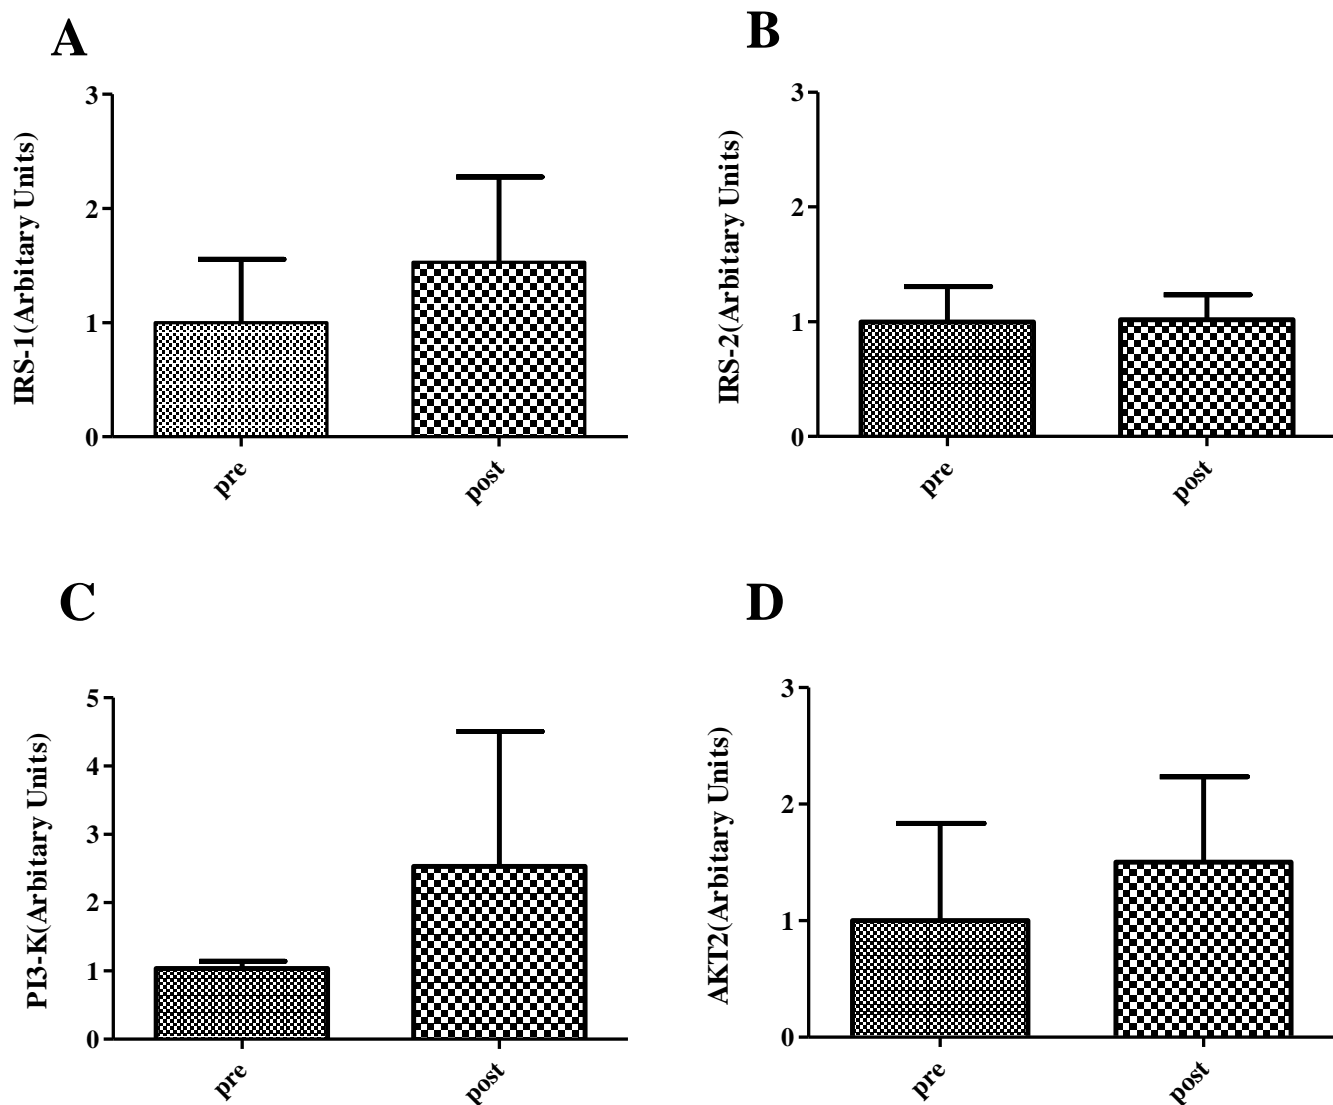 A
IRS-1(Arbitary Units)
3
2
1
0
pre
post
B
IRS-2(Arbitary Units)
3
2
1
0
pre
post
C
PI3-K(Arbitary Units)
5
4
3
2
1
0
pre
post
D
AKT2(Arbitary Units)
3
2
1
0
pre
post